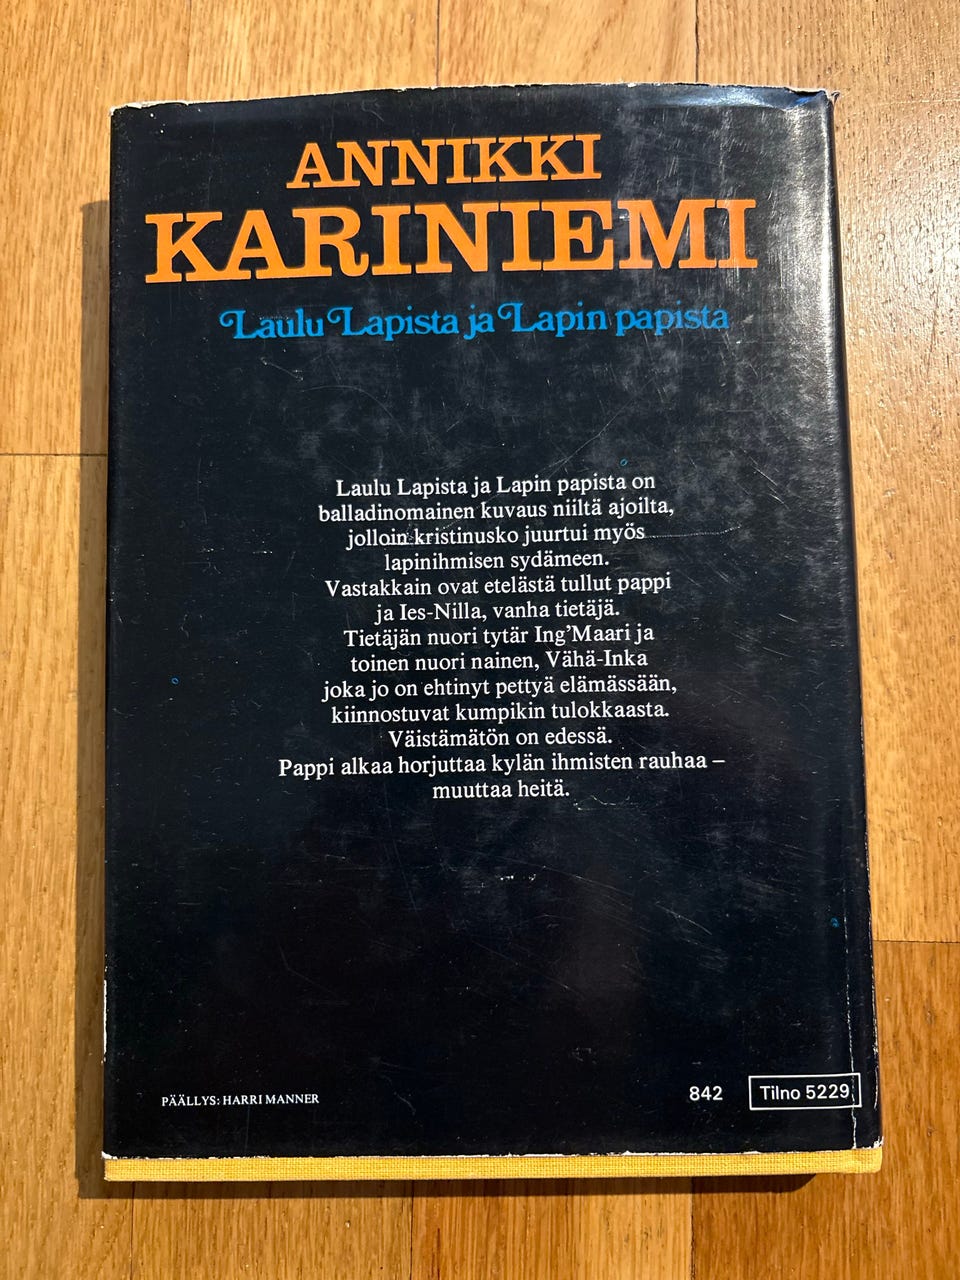 ANNIKKI
KARINIEMI
Laulu Lapista ja Lapin papista
Laulu Lapista ja Lapin papista on
balladinomainen kuvaus niiltä ajoilta,
jolloin kristinusko juurtui myös
lapinihmisen sydämeen.
Vastakkain ovat etelästä tullut pappi
ja Ies-Nilla, vanha tietäjä.
Tietäjän nuori tytär Ing'Maari ja
toinen nuori nainen, Vähä-Inka
joka jo on ehtinyt pettyä elämässään,
kiinnostuvat kumpikin tulokkaasta.
Väistämätön on edessä.
Pappi alkaa horjuttaa kylän ihmisten rauhaa –
muuttaa heitä.
PÄÄLLYS: HARRI MANNER
842
Tilno 5229